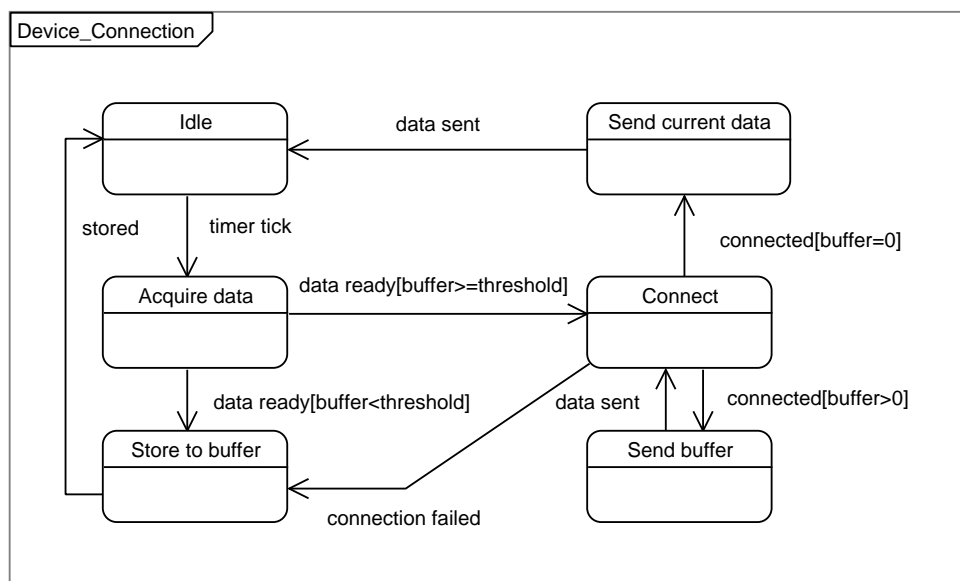 Device_Connection
Idle
data sent
Send current data
stored
timer tick
connected[buffer=0]
Acquire data
data ready[buffer>=threshold]
Connect
data ready[buffer<threshold]
data sent
connected[buffer>0]
Store to buffer
Send buffer
connection failed